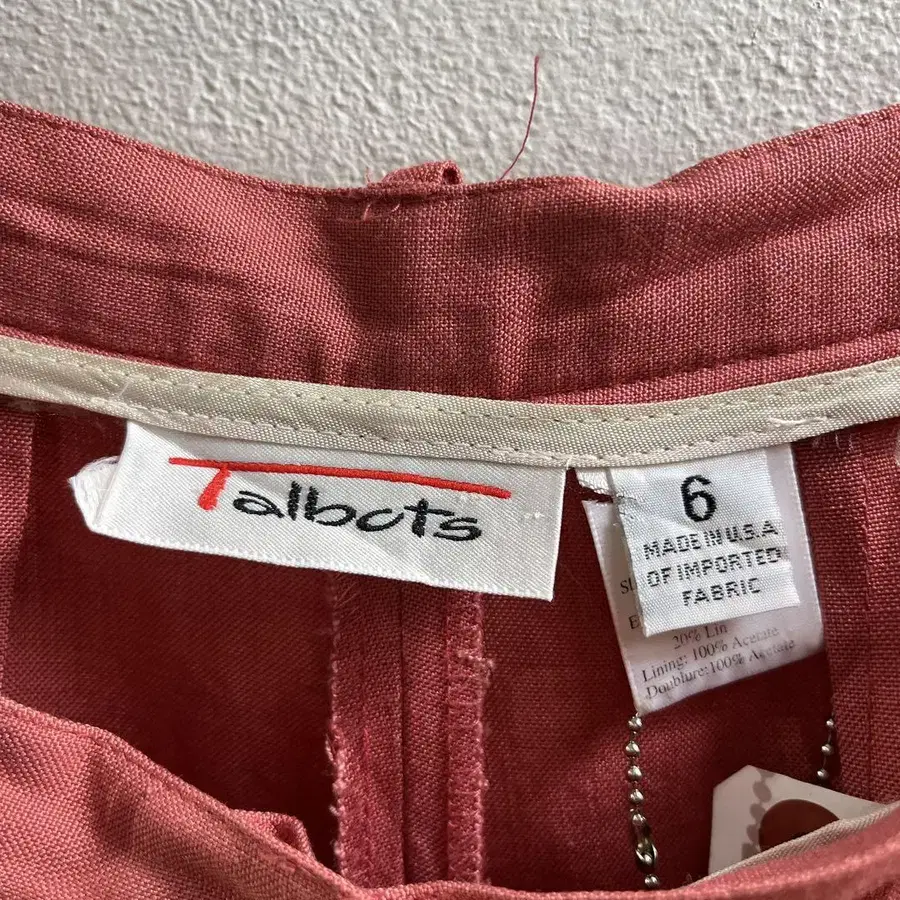 Talbots
6
MADE IN U.S.A
OF IMPORTED
FABRIC
20% Lin
Lining: 100% Acetate
Doublure: 100% Acetate